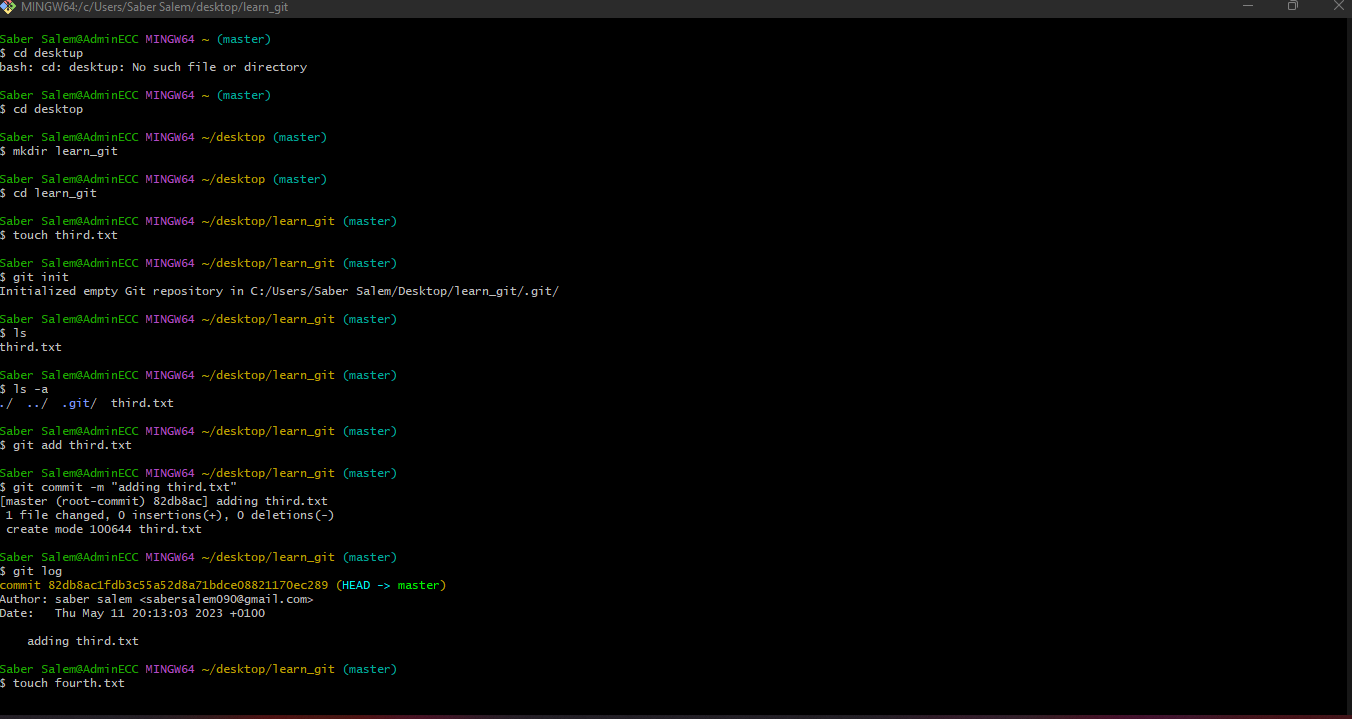 MINGW64:/c/Users/Saber Salem/desktop/learn_git
Saber Salem@AdminECC MINGW64 ~ (master)
$ cd desktup
bash: cd: desktup: No such file or directory
Saber Salem@AdminECC MINGW64 ~ (master)
$ cd desktop
Saber Salem@AdminECC MINGW64 ~/desktop (master)
$ mkdir learn_git
Saber Salem@AdminECC MINGW64 ~/desktop (master)
$ cd learn_git
Saber Salem@AdminECC MINGW64 ~/desktop/learn_git (master)
$ touch third.txt
Saber Salem@AdminECC MINGW64 ~/desktop/learn_git (master)
$ git init
Initialized empty Git repository in C:/Users/Saber Salem/Desktop/learn_git/.git/
Saber Salem@AdminECC MINGW64 ~/desktop/learn_git (master)
$ ls
third.txt
Saber Salem@AdminECC MINGW64 ~/desktop/learn_git (master)
$ ls -a
./  ../  .git/  third.txt
Saber Salem@AdminECC MINGW64 ~/desktop/learn_git (master)
$ git add third.txt
Saber Salem@AdminECC MINGW64 ~/desktop/learn_git (master)
$ git commit -m "adding third.txt"
[master (root-commit) 82db8ac] adding third.txt
 1 file changed, 0 insertions(+), 0 deletions(-)
 create mode 100644 third.txt
Saber Salem@AdminECC MINGW64 ~/desktop/learn_git (master)
$ git log
commit 82db8ac1fdb3c55a52d8a71bdce08821170ec289 (HEAD -> master)
Author: saber salem <sabersalem090@gmail.com>
Date:   Thu May 11 20:13:03 2023 +0100
    adding third.txt
Saber Salem@AdminECC MINGW64 ~/desktop/learn_git (master)
$ touch fourth.txt